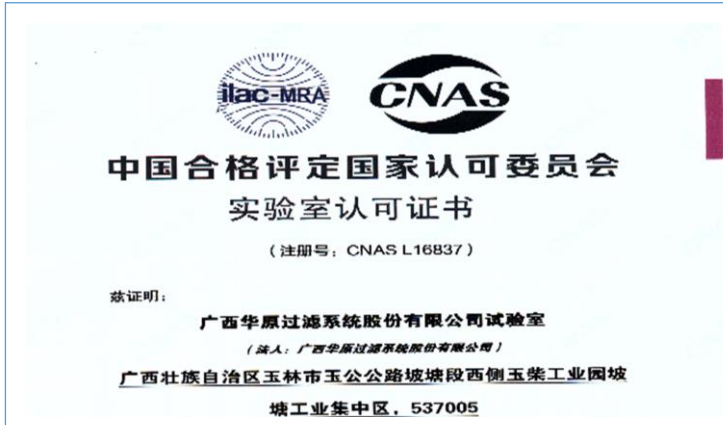 ilac-MRA
CNAS
中国合格评定国家认可委员会
实验室认可证书
（注册号：CNAS L16837）
兹证明：
广西华原过滤系统股份有限公司试验室
（法人：广西华原过滤系统股份有限公司）
广西壮族自治区玉林市玉公公路坡塘段西侧玉柴工业园坡
塘工业集中区，537005